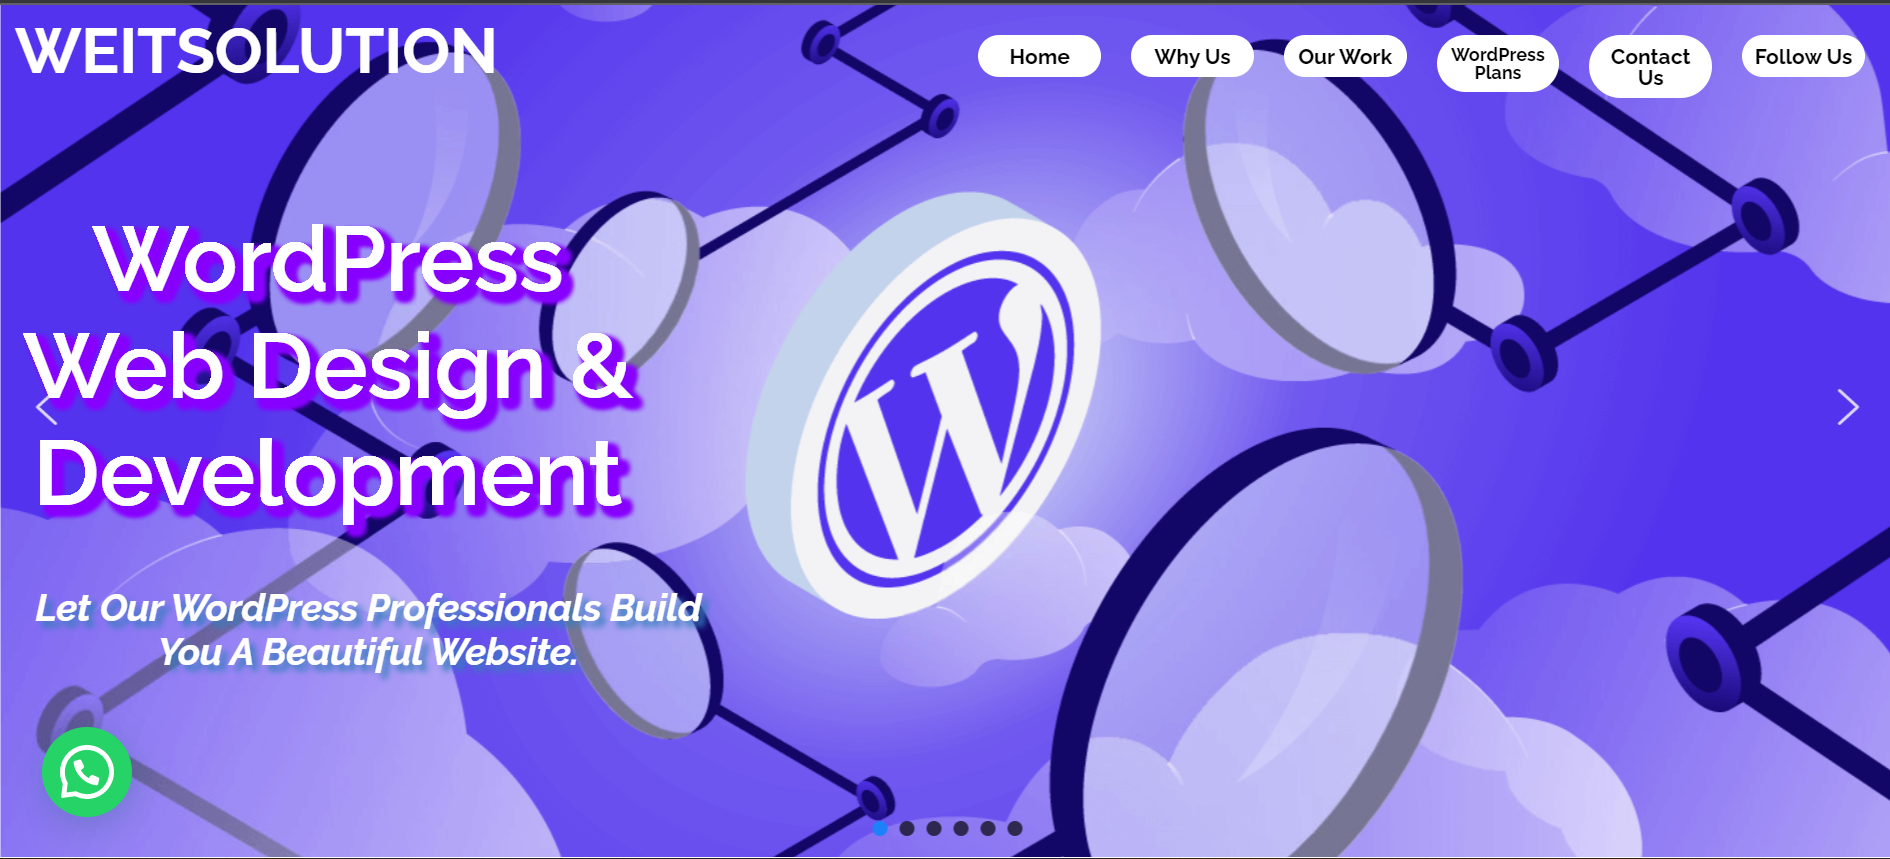 WEITSOLUTION
Home
Why Us
Our Work
WordPress
Plans
Contact
Us
Follow Us
WordPress
Web Design &
Development
Let Our WordPress Professionals Build
You A Beautiful Website.